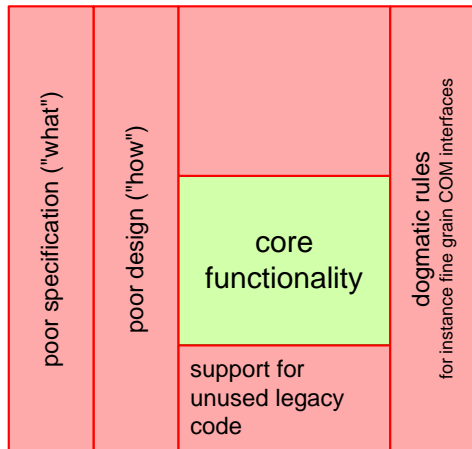 poor specification ("what")
poor design ("how")
core
functionality
support for
unused legacy
code
dogmatic rules
for instance fine grain COM interfaces